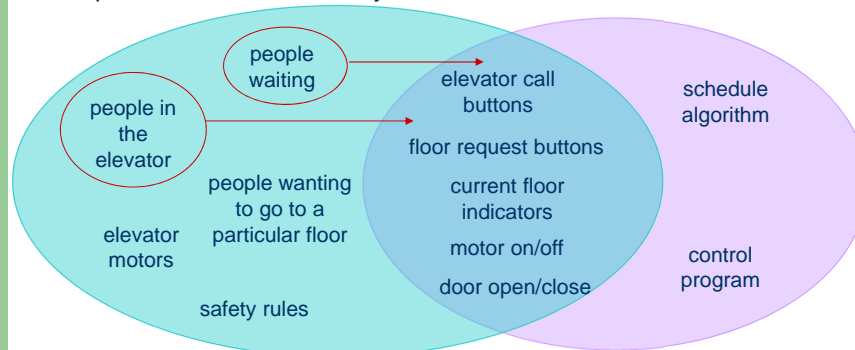 people
waiting
people in
the
elevator
people wanting
to go to a
particular floor
elevator
motors
safety rules
elevator call
buttons
floor request buttons
current floor
indicators
motor on/off
door open/close
schedule
algorithm
control
program